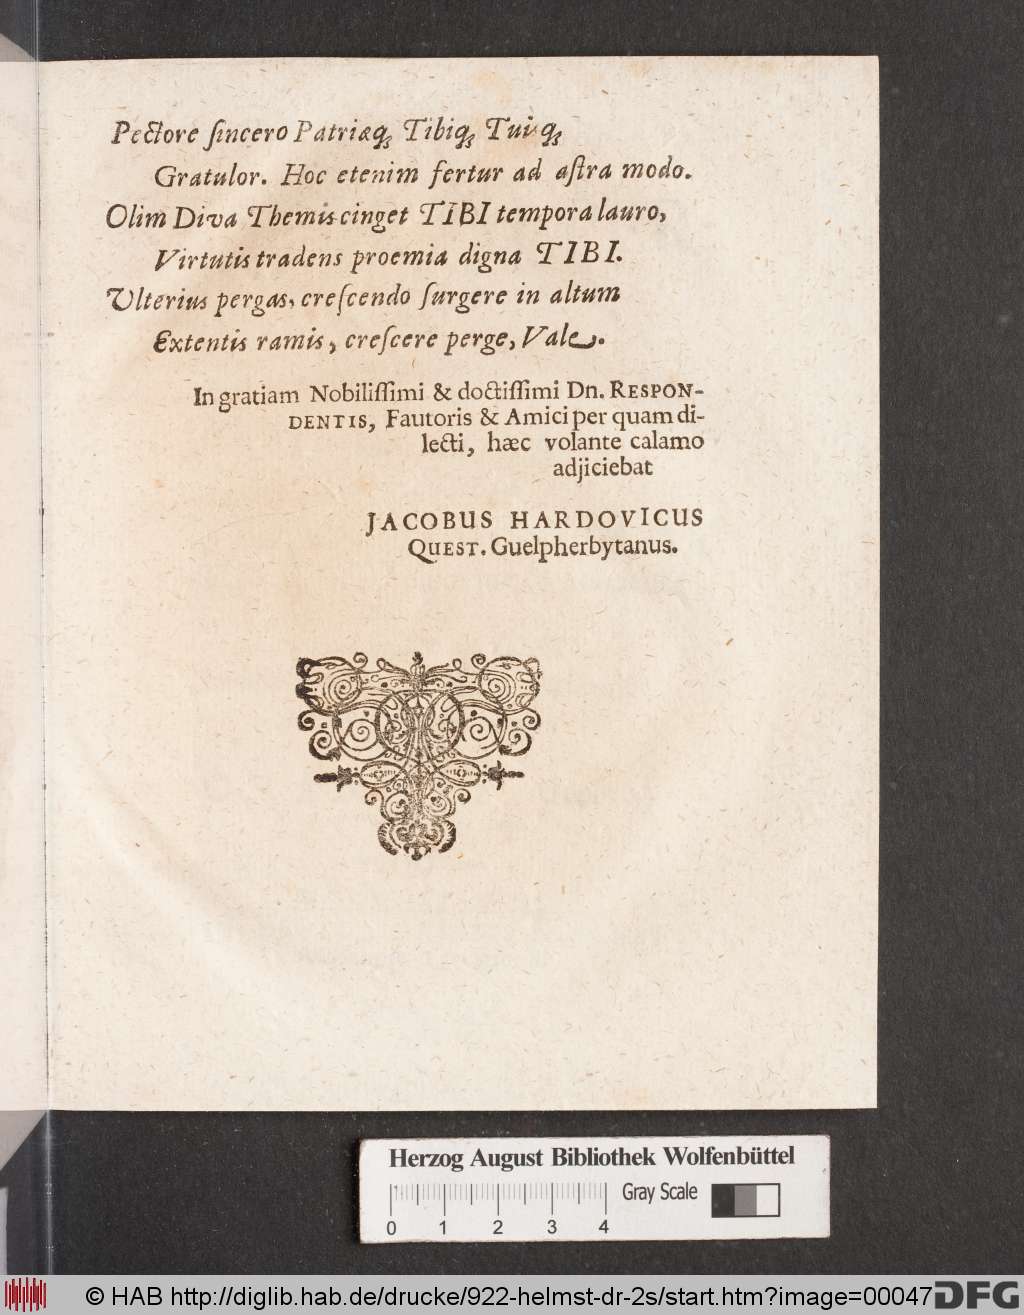 Pectore ſincero Patriæq́; Tibiq́; Tuiq́;
Gratulor. Hoc etenim fertur ad aſtra modo.
Olim Diva Themis cinget TIBI tempora lauro,
Virtutis tradens proemia digna TIBI.
Vlterius pergas, creſcendo ſurgere in altum
Extentis ramis, creſcere perge, Vale.
In gratiam Nobiliſſimi & doctiſſimi Dn. RESPON-
DENTIS, Fautoris & Amici per quam di-
lecti, hæc volante calamo
adjiciebat
JACOBUS HARDOVICUS
QUEST. Guelpherbytanus.
Herzog August Bibliothek Wolfenbüttel
Gray Scale
0 1 2 3 4
© HAB http://diglib.hab.de/drucke/922-helmst-dr-2s/start.htm?image=00047
DFG